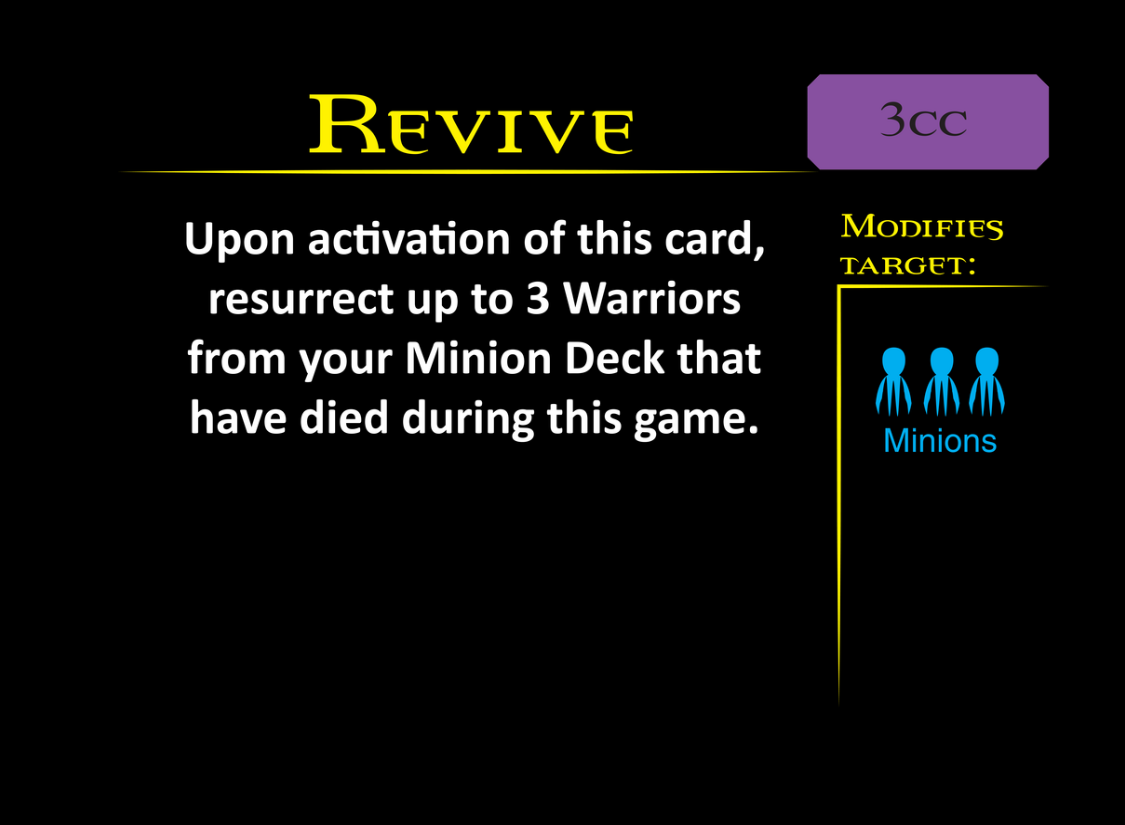 Revive
3cc
Upon activation of this card,
resurrect up to 3 Warriors
from your Minion Deck that
have died during this game.
Modifies
target:
Minions